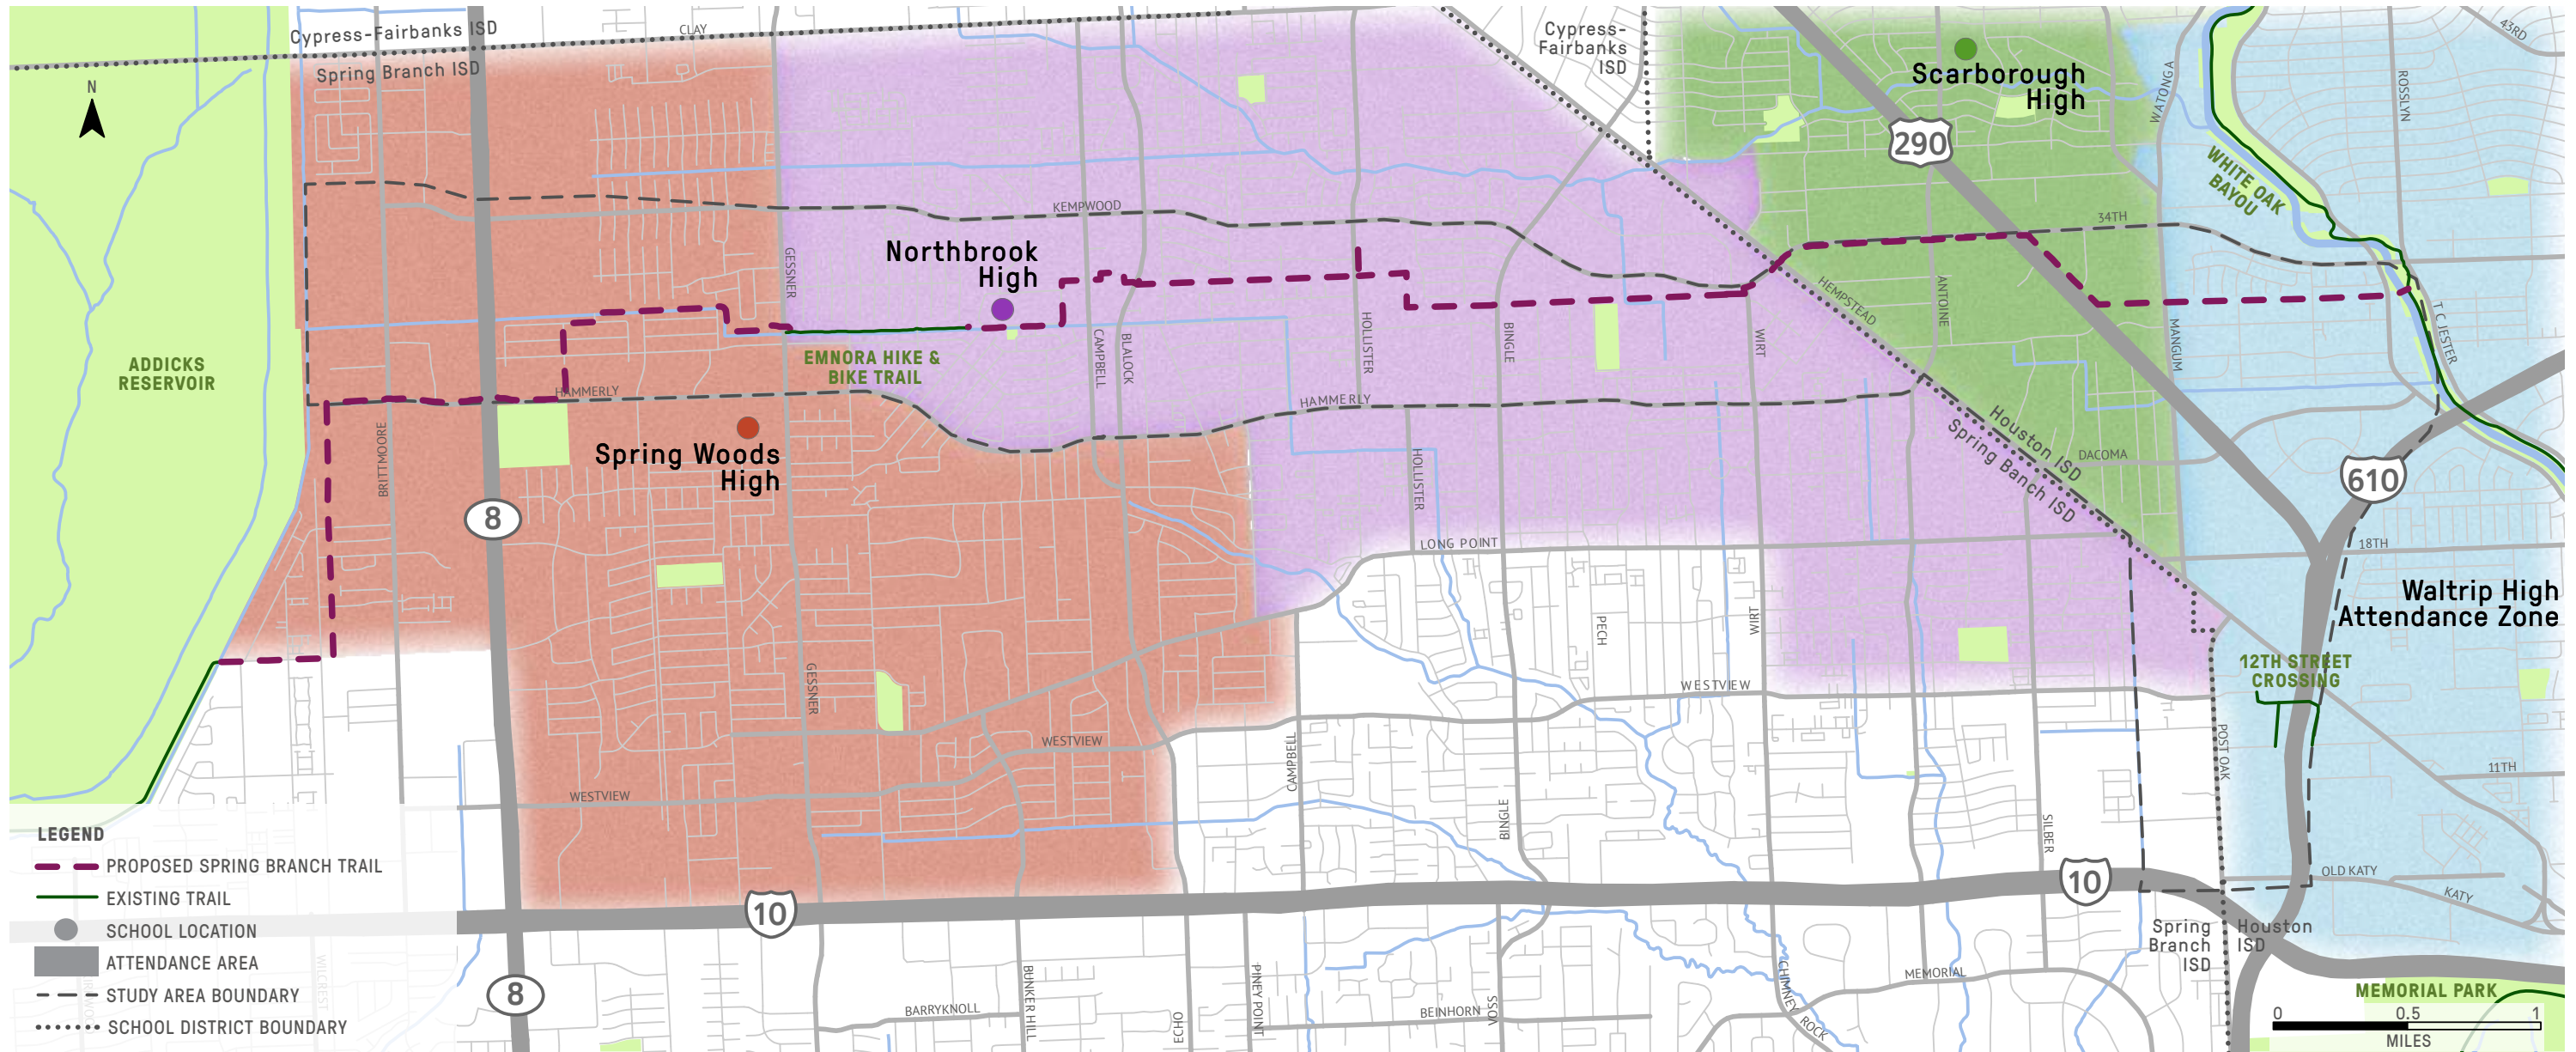 Cypress-Fairbanks ISD
Spring Branch ISD
CLAY
Cypress-
Fairbanks
ISD
Scarborough
High
43RD
ROSSLYN
WATONGA
290
N
WHITE OAK
BAYOU
34TH
KEMPWOOD
GESSNER
Northbrook
High
HEMPSTEAD
ANTOINE
MANGUM
T C JESTER
ADDICKS
RESERVOIR
EMNORA HIKE &
BIKE TRAIL
CAMPBELL
BLALOCK
HOLLISTER
BINGLE
WIRT
HAMMERLY
HAMMERLY
BRITTMOORE
Spring Woods
High
HOLLISTER
Houston ISD
Spring Branch ISD
DACOMA
610
8
LONG POINT
18TH
Waltrip High
Attendance Zone
PECH
WIRT
GESSNER
WESTVIEW
12TH STREET
CROSSING
WESTVIEW
CAMPBELL
POST OAK
11TH
WESTVIEW
BINGLE
SILBER
LEGEND
PROPOSED SPRING BRANCH TRAIL
EXISTING TRAIL
SCHOOL LOCATION
ATTENDANCE AREA
STUDY AREA BOUNDARY
SCHOOL DISTRICT BOUNDARY
WILCREST
10
10
OLD KATY
KATY
Spring
Branch
ISD
Houston
ISD
8
BUNKER HILL
BARRYKNOLL
ECHO
PINEY POINT
BEINHORN
VOSS
CHIMNEY ROCK
MEMORIAL
MEMORIAL PARK
0 0.5 1
MILES